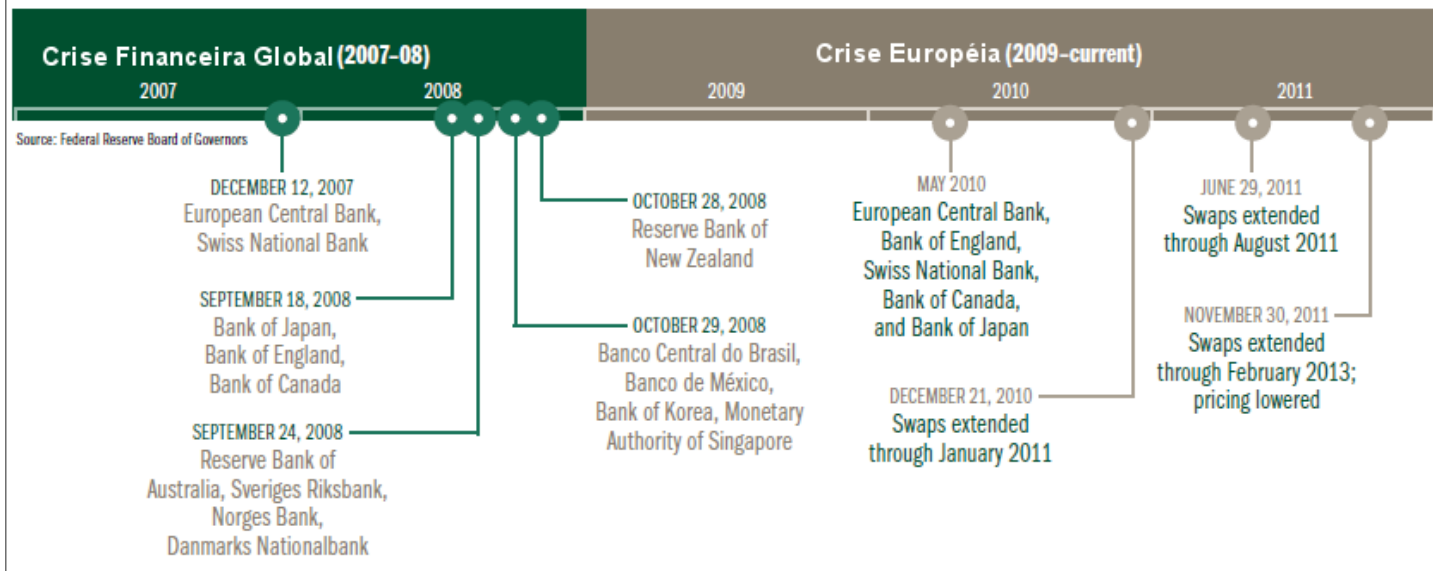 Crise Financeira Global (2007–08)
Crise Européia (2009–current)
2007
2008
2009
2010
2011
Source: Federal Reserve Board of Governors
DECEMBER 12, 2007
European Central Bank,
Swiss National Bank
SEPTEMBER 18, 2008
Bank of Japan,
Bank of England,
Bank of Canada
SEPTEMBER 24, 2008
Reserve Bank of
Australia, Sveriges Riksbank,
Norges Bank,
Danmarks Nationalbank
OCTOBER 28, 2008
Reserve Bank of
New Zealand
OCTOBER 29, 2008
Banco Central do Brasil,
Banco de México,
Bank of Korea, Monetary
Authority of Singapore
MAY 2010
European Central Bank,
Bank of England,
Swiss National Bank,
Bank of Canada,
and Bank of Japan
DECEMBER 21, 2010
Swaps extended
through January 2011
JUNE 29, 2011
Swaps extended
through August 2011
NOVEMBER 30, 2011
Swaps extended
through February 2013;
pricing lowered